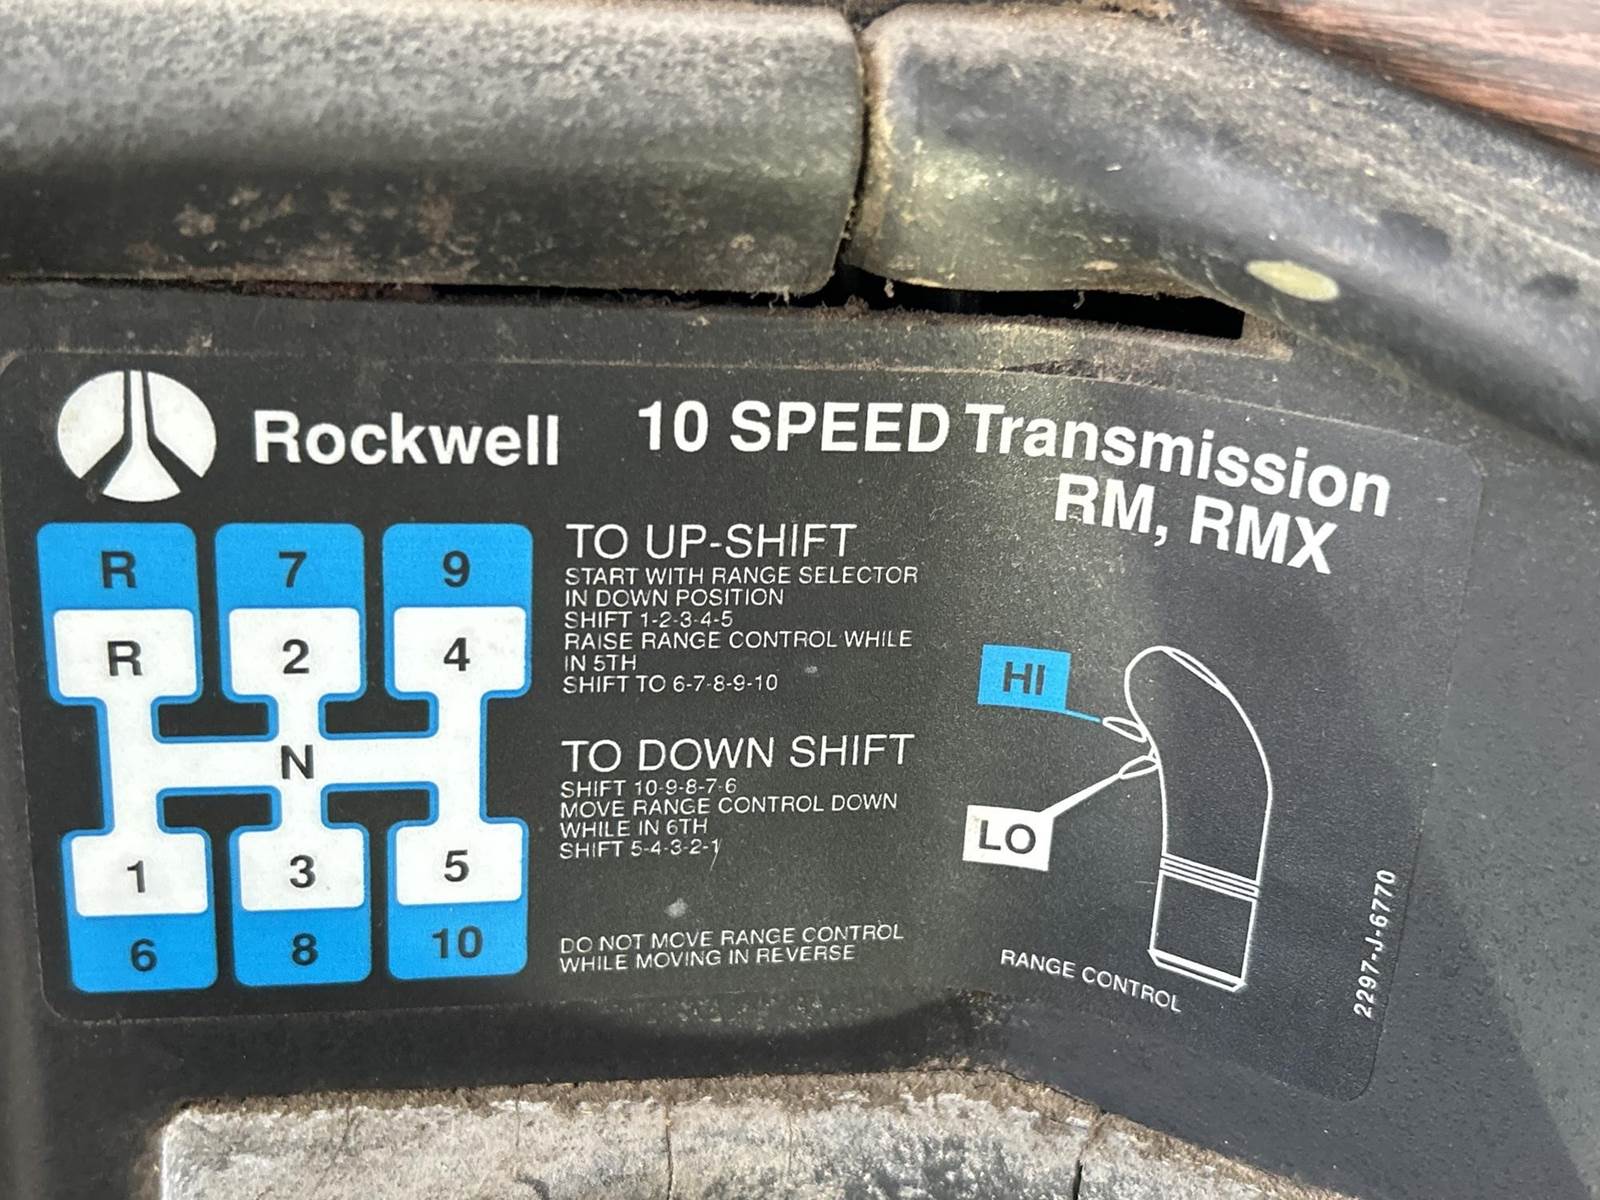 Rockwell
10 SPEED Transmission
RM, RMX
R 7 9
R 2 4
N
1 3 5
6 8 10
TO UP-SHIFT
START WITH RANGE SELECTOR
IN DOWN POSITION
SHIFT 1-2-3-4-5
RAISE RANGE CONTROL WHILE
IN 5TH
SHIFT TO 6-7-8-9-10
TO DOWN SHIFT
SHIFT 10-9-8-7-6
MOVE RANGE CONTROL DOWN
WHILE IN 6TH
SHIFT 5-4-3-2-1
DO NOT MOVE RANGE CONTROL
WHILE MOVING IN REVERSE
HI
LO
RANGE CONTROL
2297-J-6770